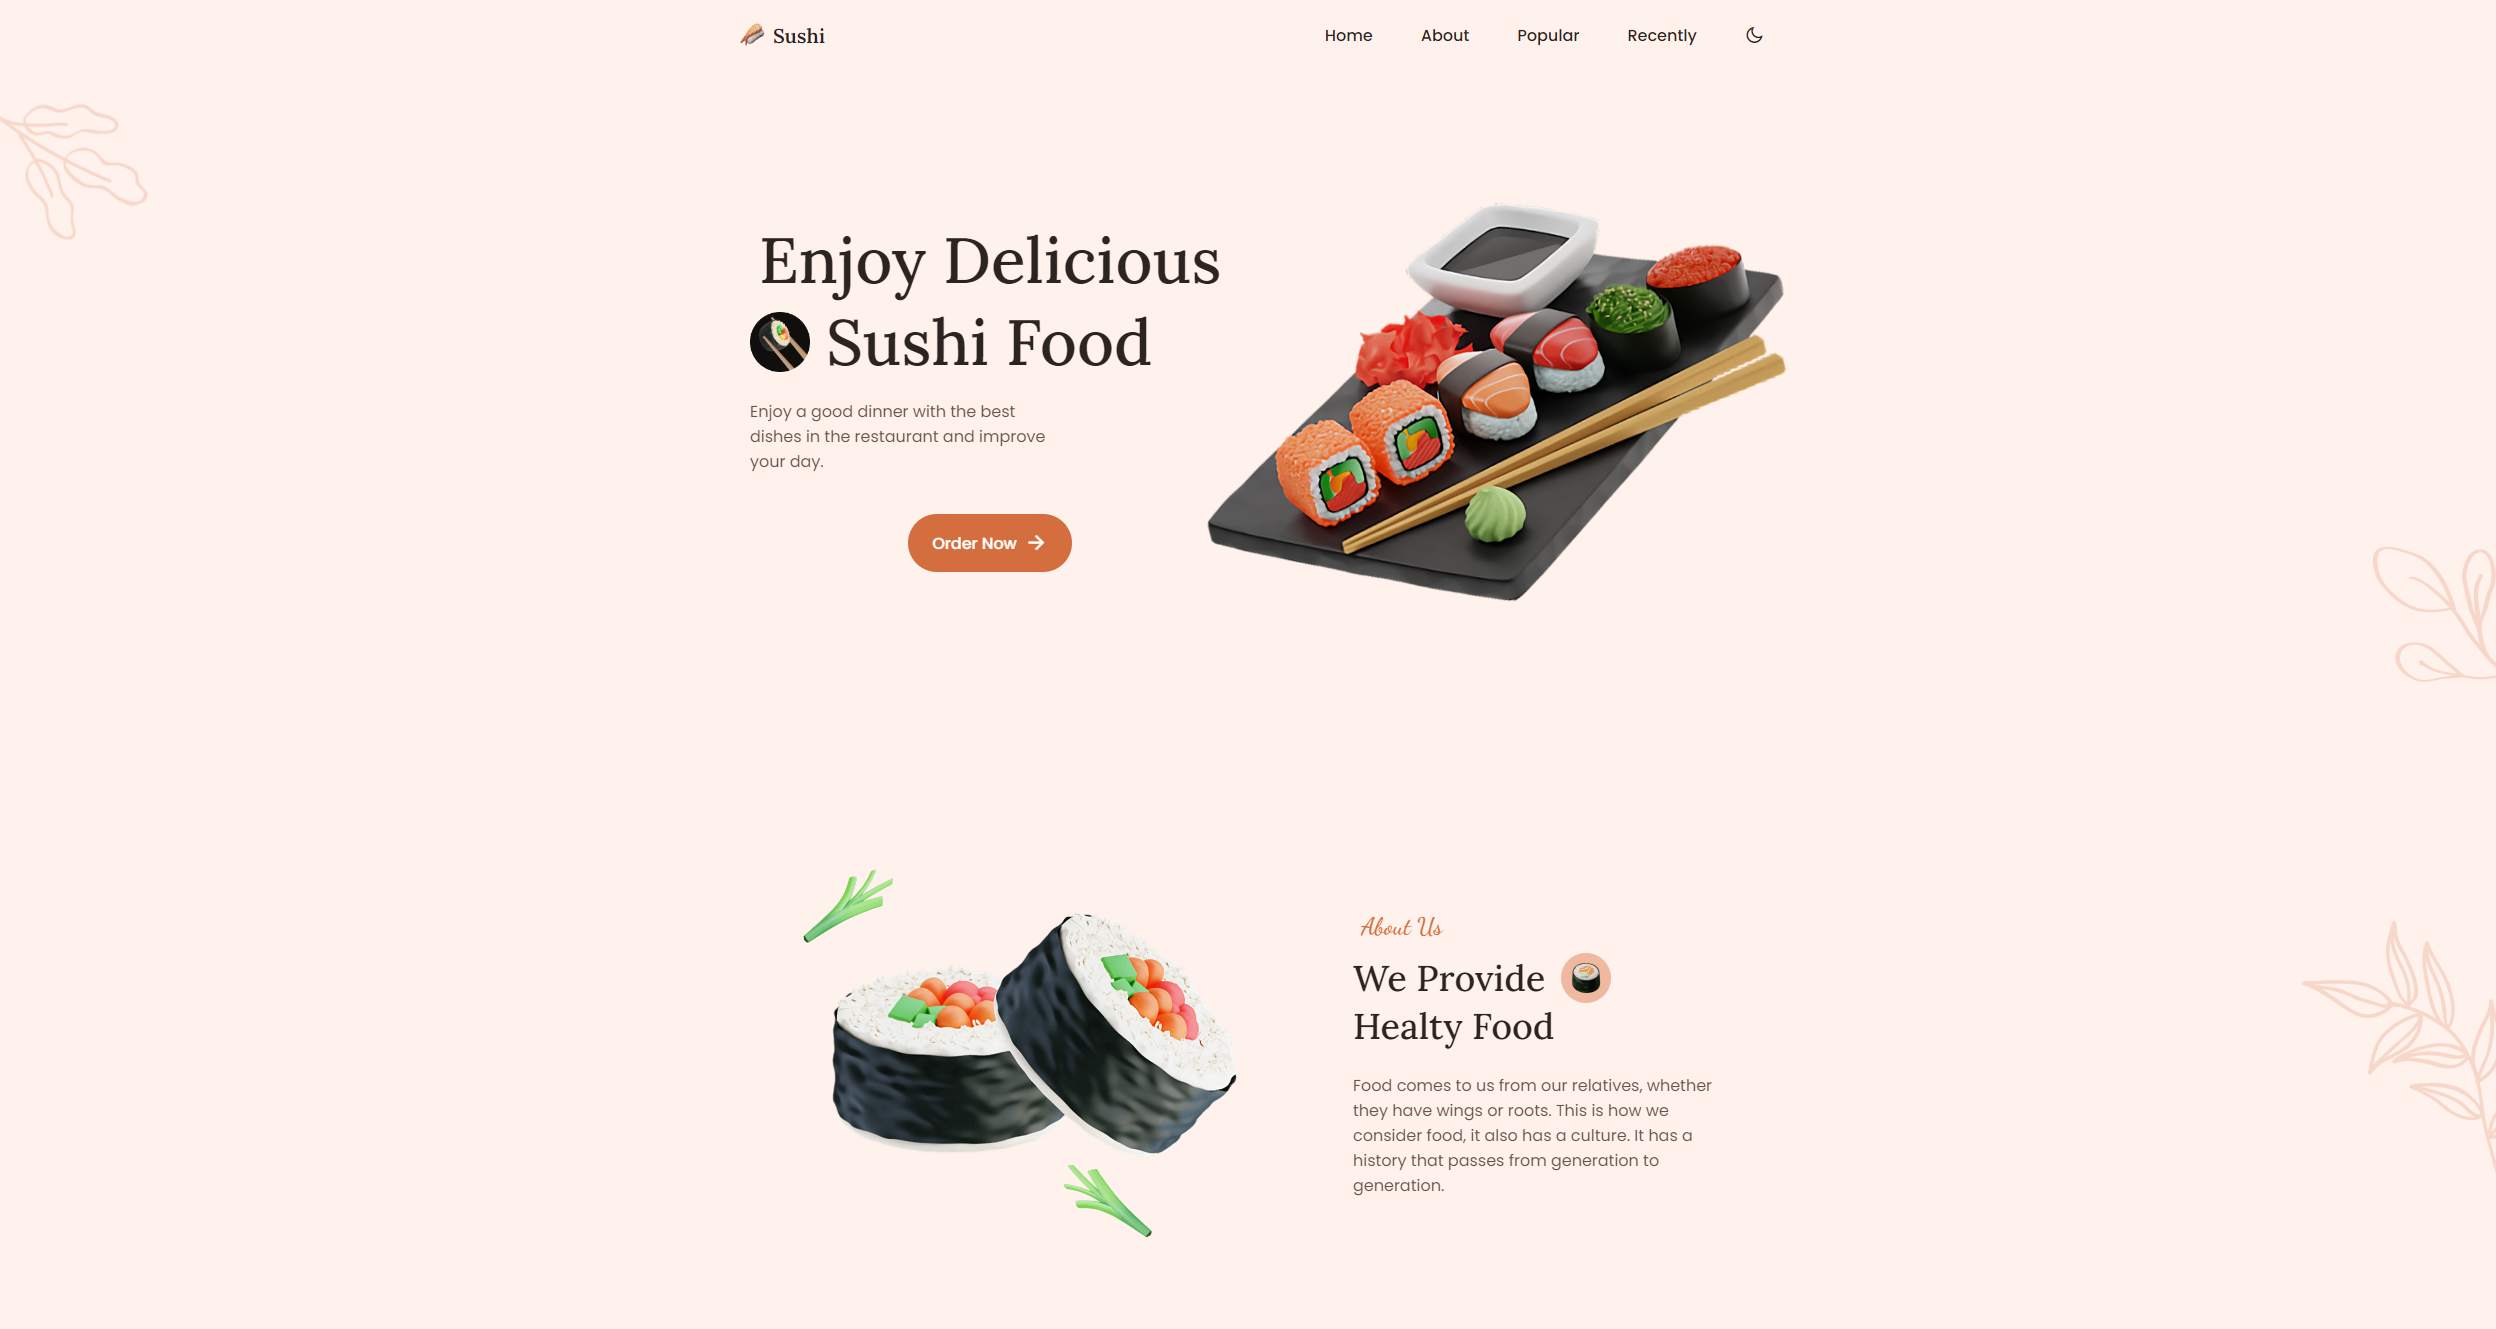 Sushi
Home
About
Popular
Recently
Enjoy Delicious
Sushi Food
Enjoy a good dinner with the best
dishes in the restaurant and improve
your day.
Order Now
About Us
We Provide
Healty Food
Food comes to us from our relatives, whether
they have wings or roots. This is how we
consider food, it also has a culture. It has a
history that passes from generation to
generation.